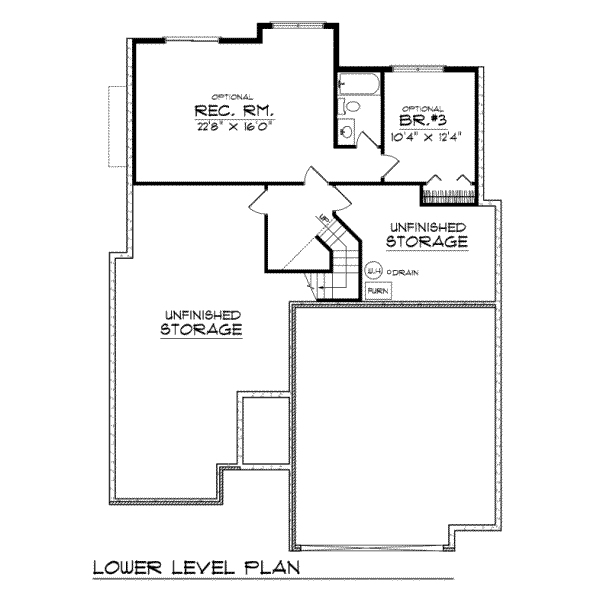 OPTIONAL
REC. RM.
22'8" X 16'0"
OPTIONAL
BR.#3
10'4" X 12'4"
UP
UNFINISHED
STORAGE
W.H
DRAIN
FURN
UNFINISHED
STORAGE
LOWER LEVEL PLAN